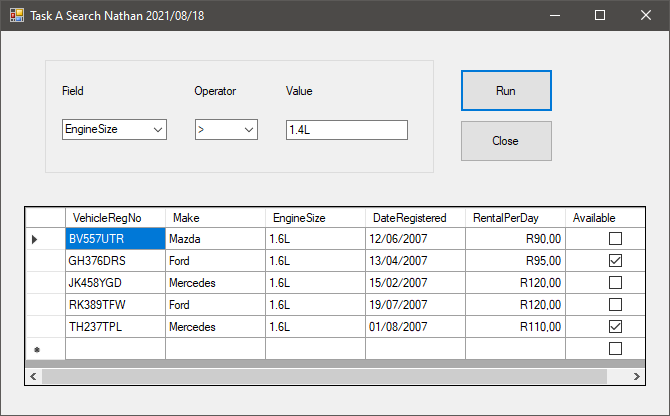 Task A Search Nathan 2021/08/18
Field Operator Value
Run
EngineSize > 1.4L
Close
VehicleRegNo Make EngineSize DateRegistered RentalPerDay Available
BV557UTR Mazda 1.6L 12/06/2007 R90,00
GH376DRS Ford 1.6L 13/04/2007 R95,00
JK458YGD Mercedes 1.6L 15/02/2007 R120,00
RK389TFW Ford 1.6L 19/07/2007 R120,00
TH237TPL Mercedes 1.6L 01/08/2007 R110,00